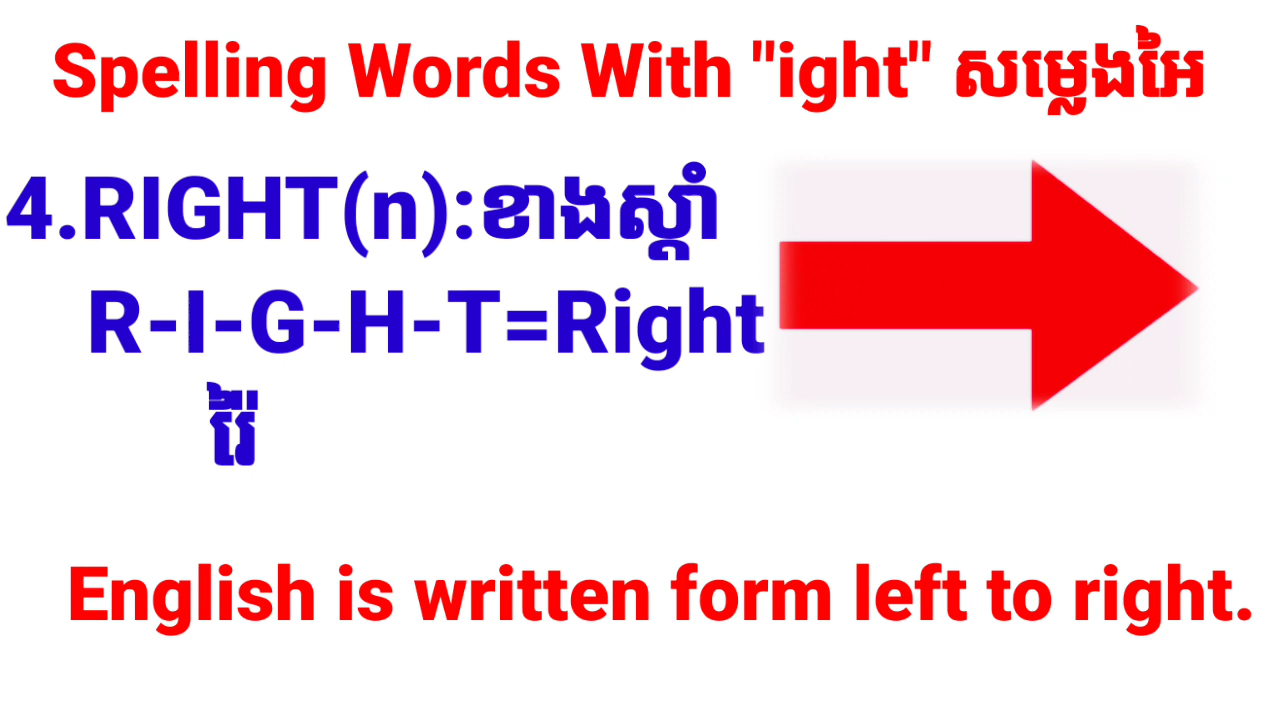 Spelling Words With "ight" សម្លេងអៃ
4.RIGHT(n):ខាងស្ដាំ
R-I-G-H-T=Right
រ៉ៃ
English is written form left to right.